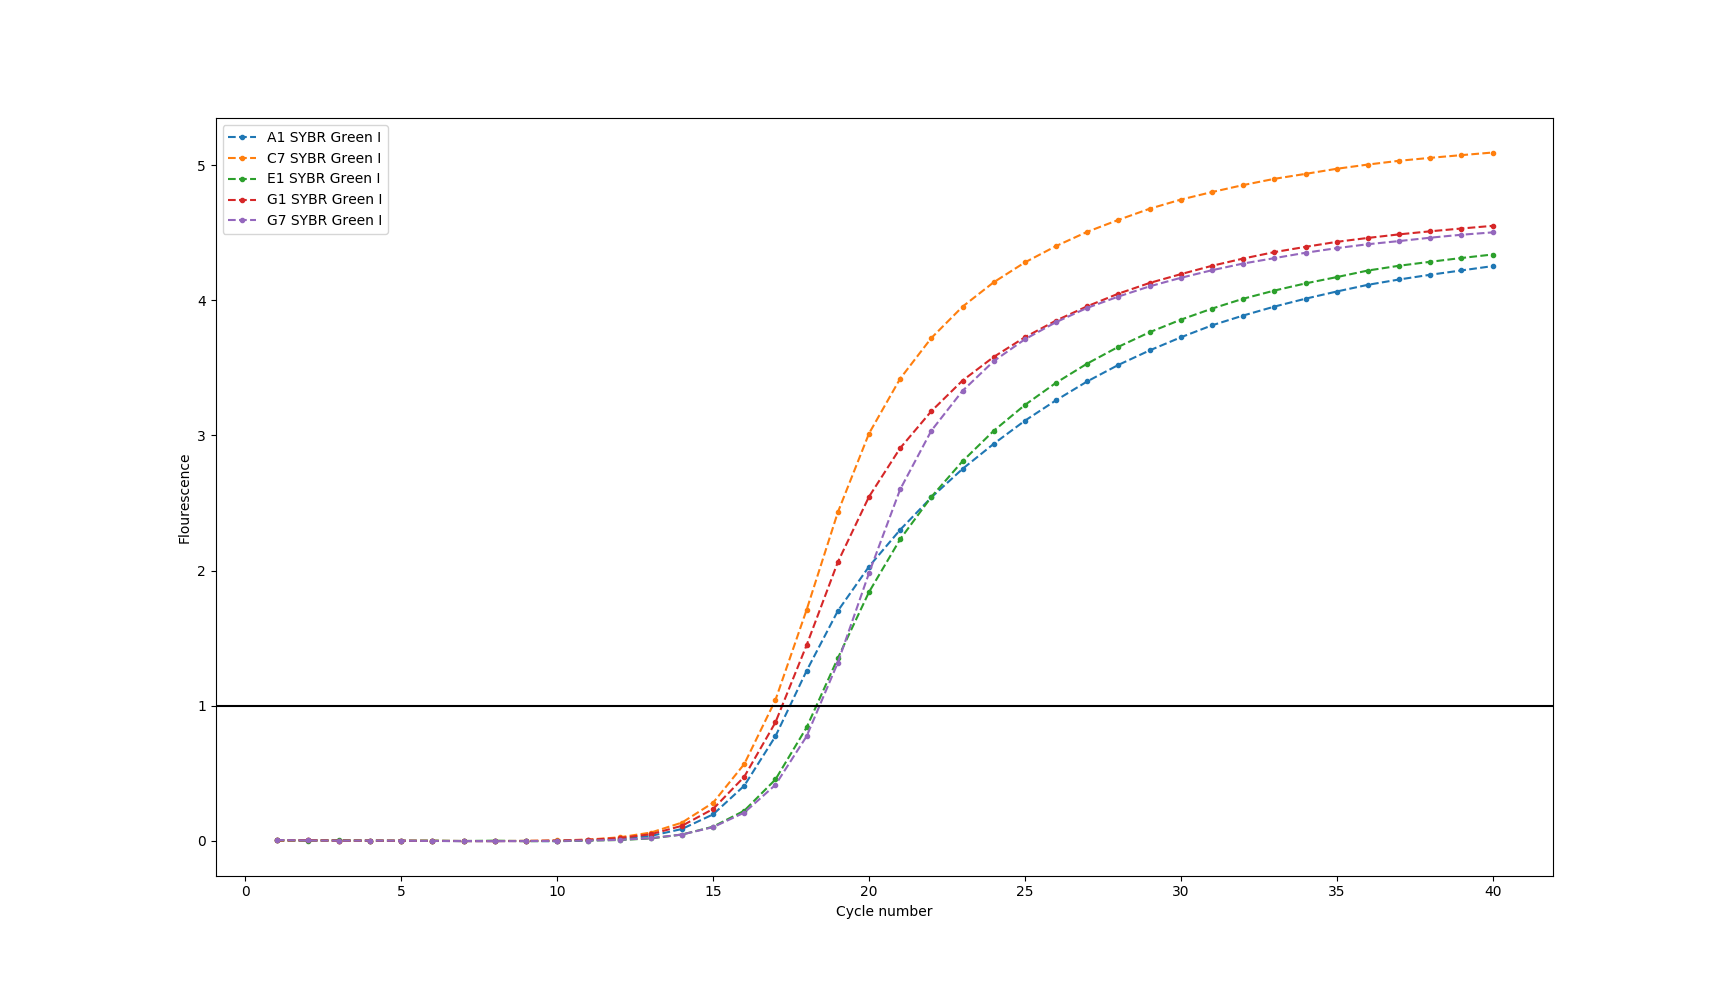 A1 SYBR Green I
C7 SYBR Green I
E1 SYBR Green I
G1 SYBR Green I
G7 SYBR Green I
5
4
3
2
1
0
Flourescence
0 5 10 15 20 25 30 35 40
Cycle number